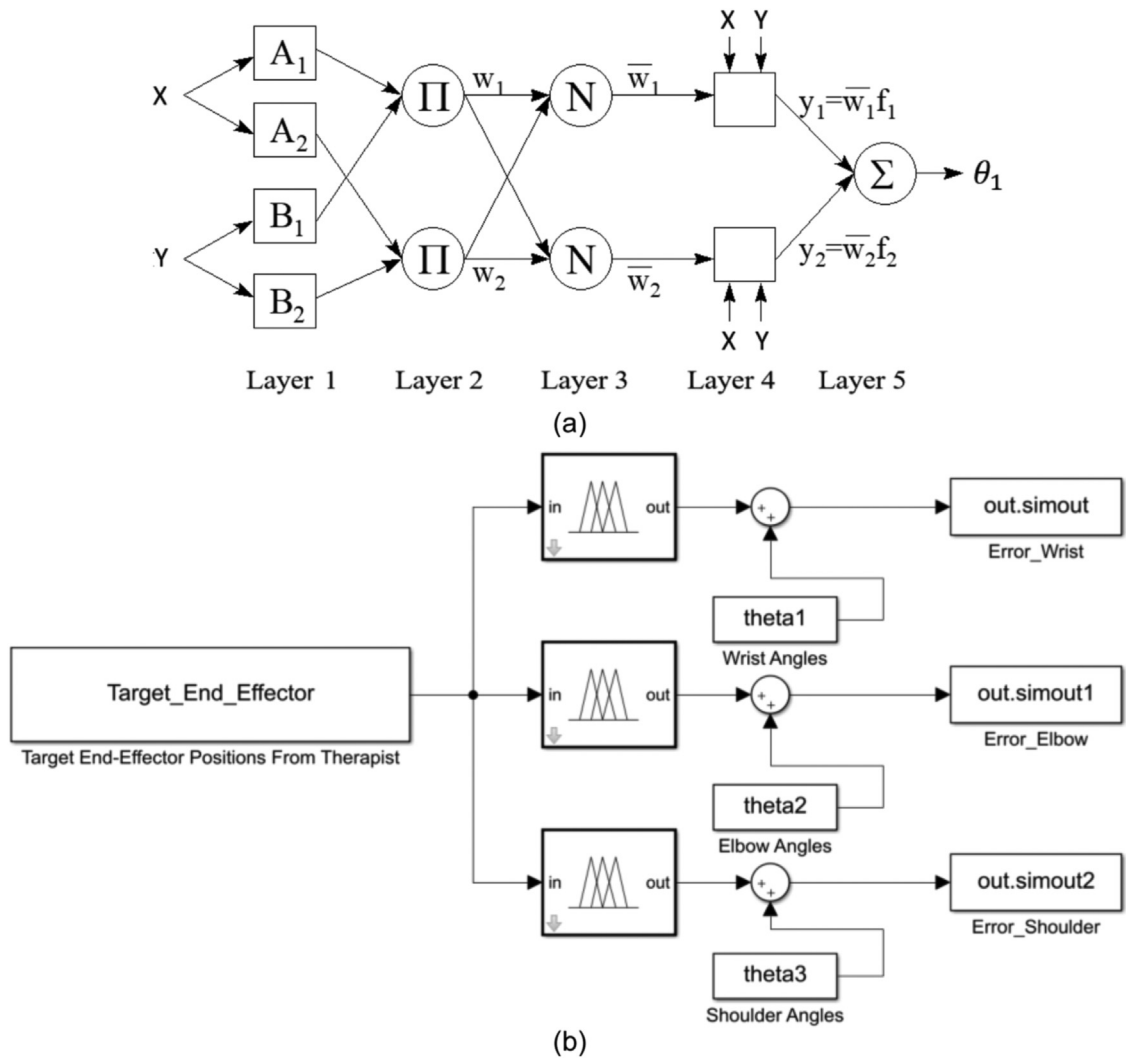 X Y
A₁
w₁
w̅₁
Π
N
y₁=w̅₁f₁
X
A₂
Σ
θ₁
B₁
Y
Π
N
y₂=w̅₂f₂
w₂
w̅₂
B₂
X Y
Layer 1 Layer 2 Layer 3 Layer 4 Layer 5
(a)
in out
+
+
out.simout
Error_Wrist
theta1
Wrist Angles
Target_End_Effector
Target End-Effector Positions From Therapist
in out
+
+
out.simout1
Error_Elbow
theta2
Elbow Angles
in out
+
+
out.simout2
Error_Shoulder
theta3
Shoulder Angles
(b)